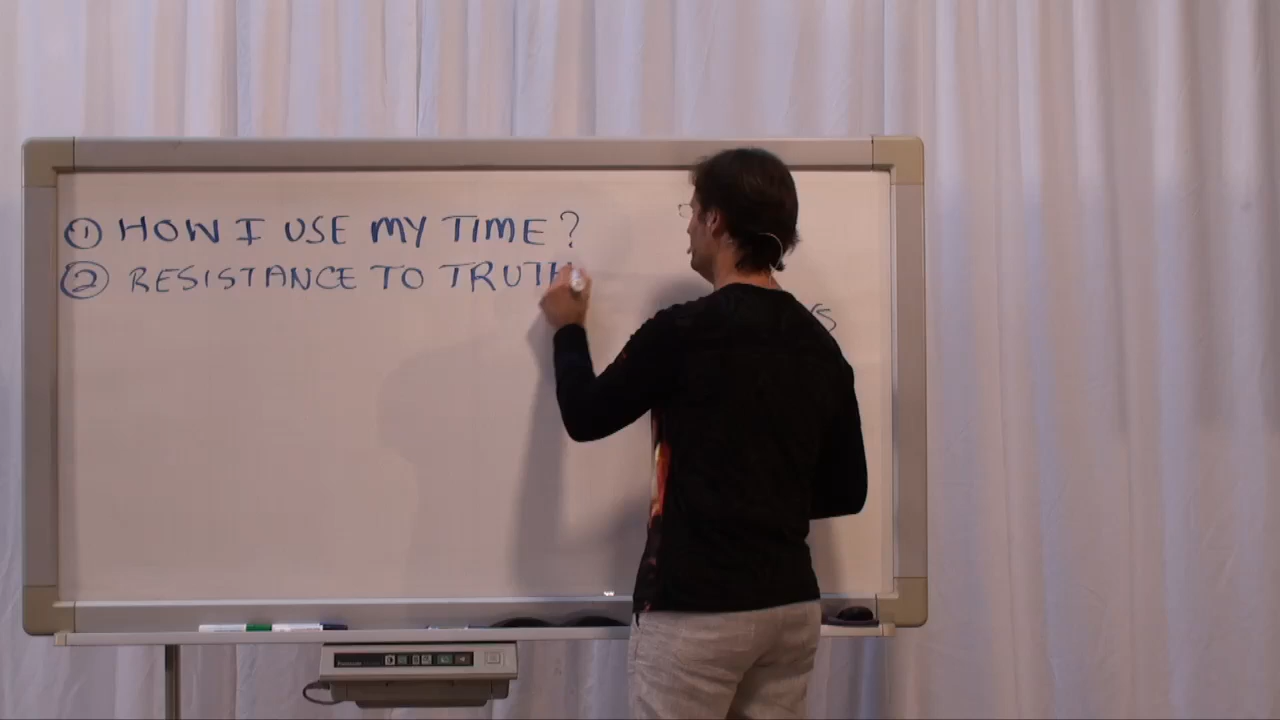 ① HOW I USE MY TIME?
② RESISTANCE TO TRUTH